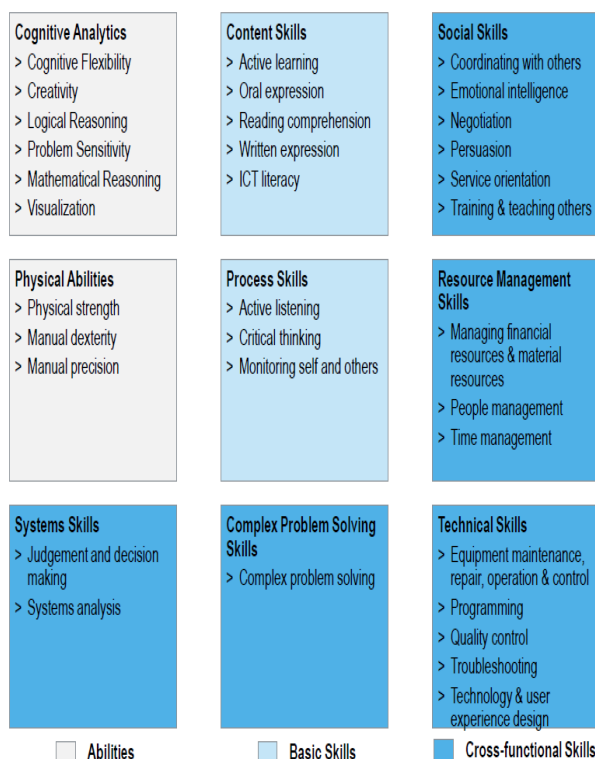 Cognitive Analytics
> Cognitive Flexibility
> Creativity
> Logical Reasoning
> Problem Sensitivity
> Mathematical Reasoning
> Visualization
Content Skills
> Active learning
> Oral expression
> Reading comprehension
> Written expression
> ICT literacy
Social Skills
> Coordinating with others
> Emotional intelligence
> Negotiation
> Persuasion
> Service orientation
> Training & teaching others
Physical Abilities
> Physical strength
> Manual dexterity
> Manual precision
Process Skills
> Active listening
> Critical thinking
> Monitoring self and others
Resource Management
Skills
> Managing financial
resources & material
resources
> People management
> Time management
Systems Skills
> Judgement and decision
making
> Systems analysis
Complex Problem Solving
Skills
> Complex problem solving
Technical Skills
> Equipment maintenance,
repair, operation & control
> Programming
> Quality control
> Troubleshooting
> Technology & user
experience design
Abilities
Basic Skills
Cross-functional Skills